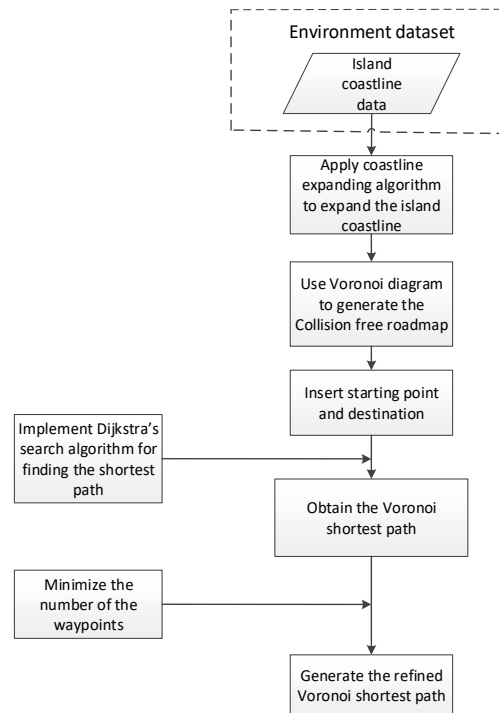 Environment dataset
Island
coastline
data
Apply coastline
expanding algorithm
to expand the island
coastline
Use Voronoi diagram
to generate the
Collision free roadmap
Insert starting point
and destination
Implement Dijkstra’s
search algorithm for
finding the shortest
path
Obtain the Voronoi
shortest path
Minimize the
number of the
waypoints
Generate the refined
Voronoi shortest path